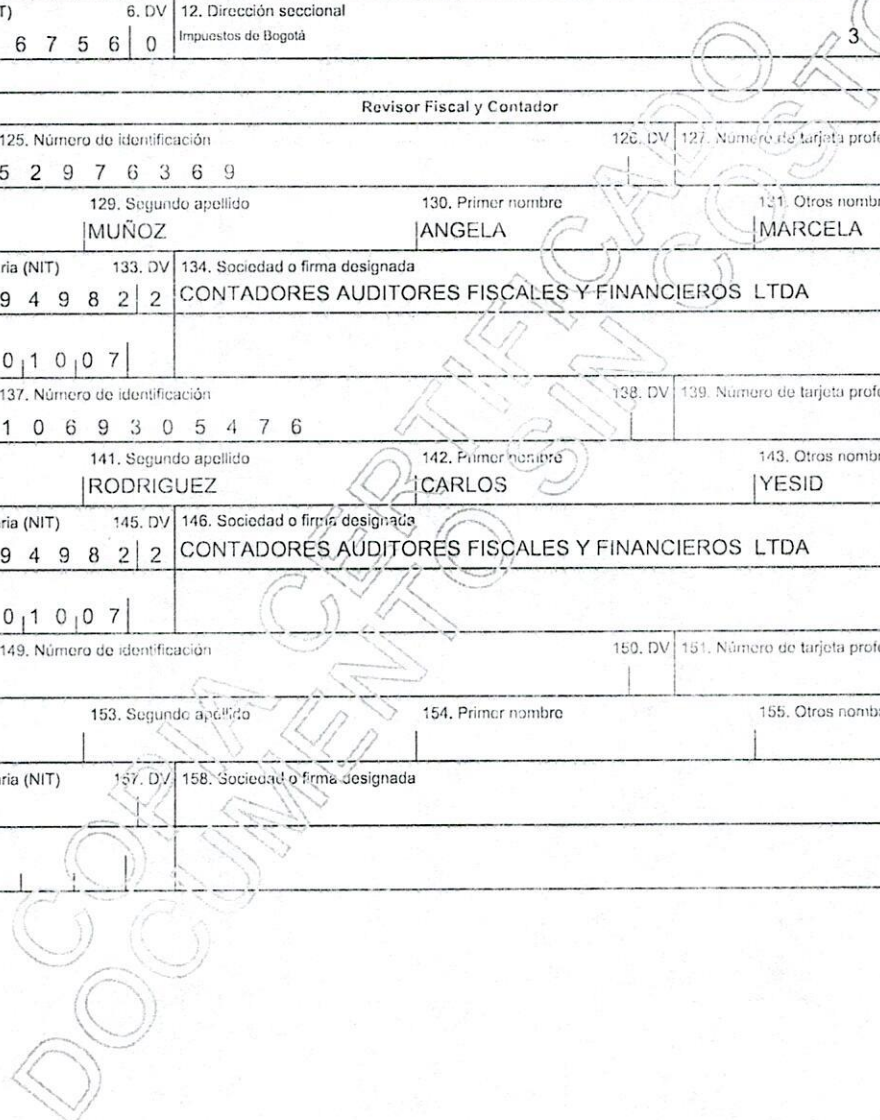 T) 6. DV 12. Dirección seccional
6 7 5 6 0 Impuestos de Bogotá 3
Revisor Fiscal y Contador
125. Número de identificación 126. DV 127. Número de tarjeta profe
5 2 9 7 6 3 6 9
129. Segundo apellido 130. Primer nombre 131. Otros nombr
MUÑOZ ANGELA MARCELA
ria (NIT) 133. DV 134. Sociedad o firma designada
9 4 9 8 2 2 CONTADORES AUDITORES FISCALES Y FINANCIEROS LTDA
0 1 0 0 7
137. Número de identificación 138. DV 139. Número de tarjeta profe
1 0 6 9 3 0 5 4 7 6
141. Segundo apellido 142. Primer nombre 143. Otros nombr
RODRIGUEZ CARLOS YESID
ria (NIT) 145. DV 146. Sociedad o firma designada
9 4 9 8 2 2 CONTADORES AUDITORES FISCALES Y FINANCIEROS LTDA
0 1 0 0 7
149. Número de identificación 150. DV 151. Número de tarjeta profe
153. Segundo apellido 154. Primer nombre 155. Otros nombr
ria (NIT) 157. DV 158. Sociedad o firma designada
COPIA CERTIFICADO
DOCUMENTO SIN COSTO